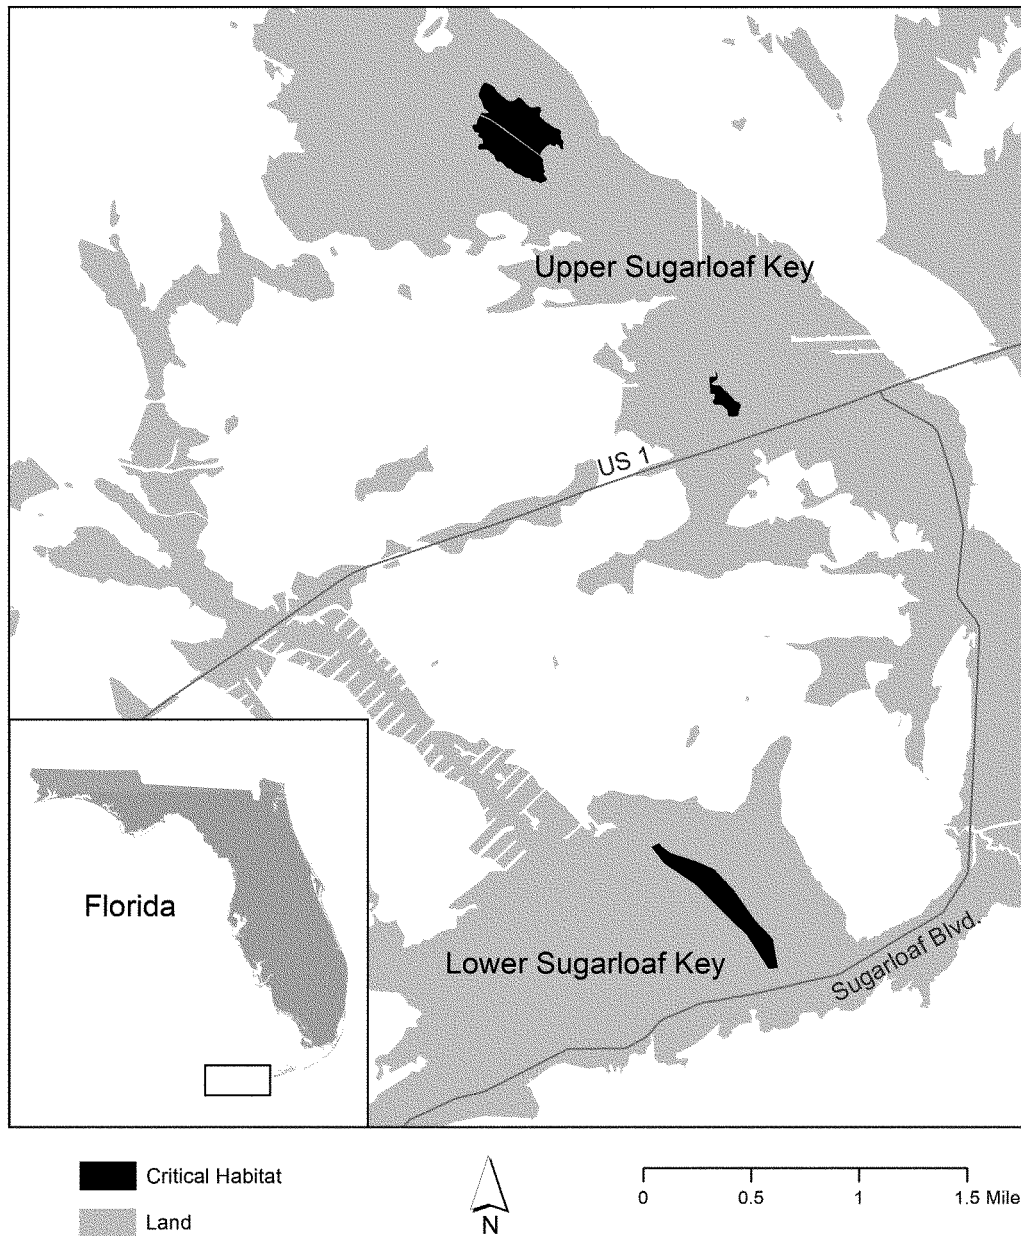 Upper Sugarloaf Key
US 1
Florida
Lower Sugarloaf Key
Sugarloaf Blvd.
Critical Habitat
Land
N
0 0.5 1 1.5 Mile